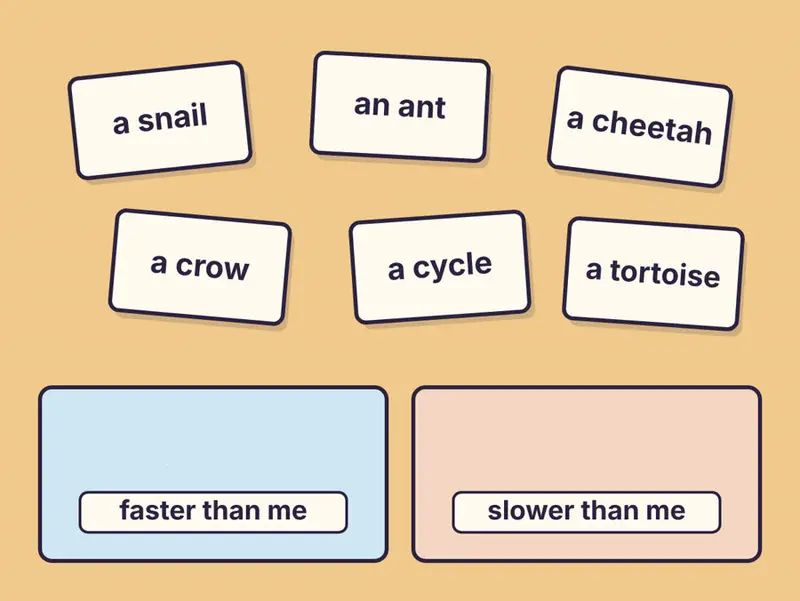 a snail
an ant
a cheetah
a crow
a cycle
a tortoise
faster than me
slower than me